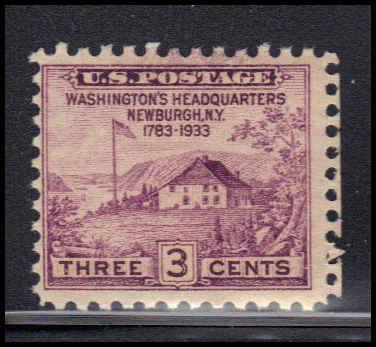 U.S. POSTAGE
WASHINGTON'S HEADQUARTERS
NEWBURGH, N.Y.
1783-1933
THREE 3 CENTS